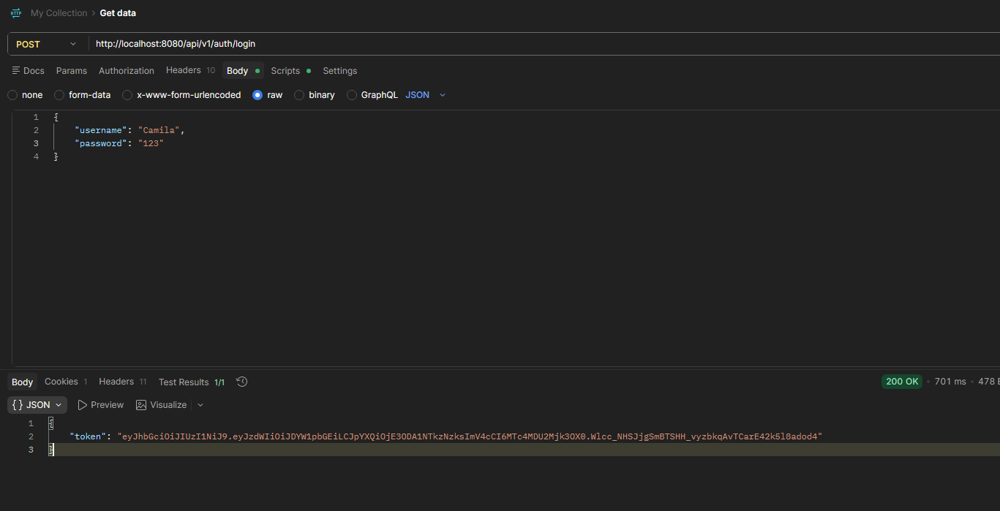 HTTP My Collection > Get data
POST http://localhost:8080/api/v1/auth/login
Docs Params Authorization Headers 10 Body Scripts Settings
none form-data x-www-form-urlencoded raw binary GraphQL JSON
1 {
2 "username": "Camila",
3 "password": "123"
4 }
Body Cookies 1 Headers 11 Test Results 1/1 200 OK • 701 ms • 478
{} JSON Preview Visualize
1 {
2 "token": "eyJhbGciOiJIUzI1NiJ9.eyJzdWIiOiJDYW1pbGEiLCJpYXQiOjE3ODA1NTkzNzksImV4cCI6MTc4MDU2Mjk3OX0.Wlcc_NHSJjgSmBTSHH_vyzbkqAvTCarE42k5l8adod4"
3 }